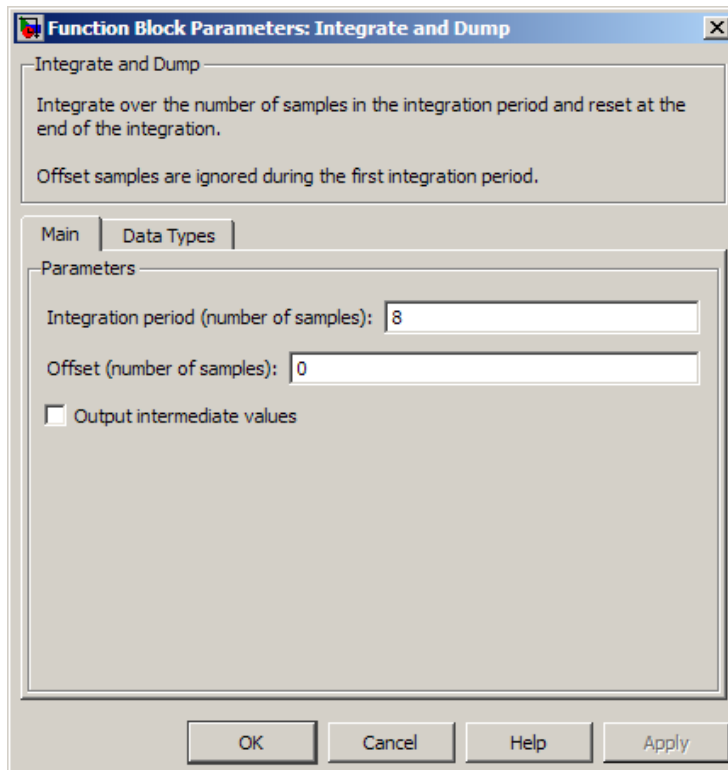 Function Block Parameters: Integrate and Dump
Integrate and Dump
Integrate over the number of samples in the integration period and reset at the
end of the integration.
Offset samples are ignored during the first integration period.
Main Data Types
Parameters
Integration period (number of samples): 8
Offset (number of samples): 0
Output intermediate values
OK Cancel Help Apply